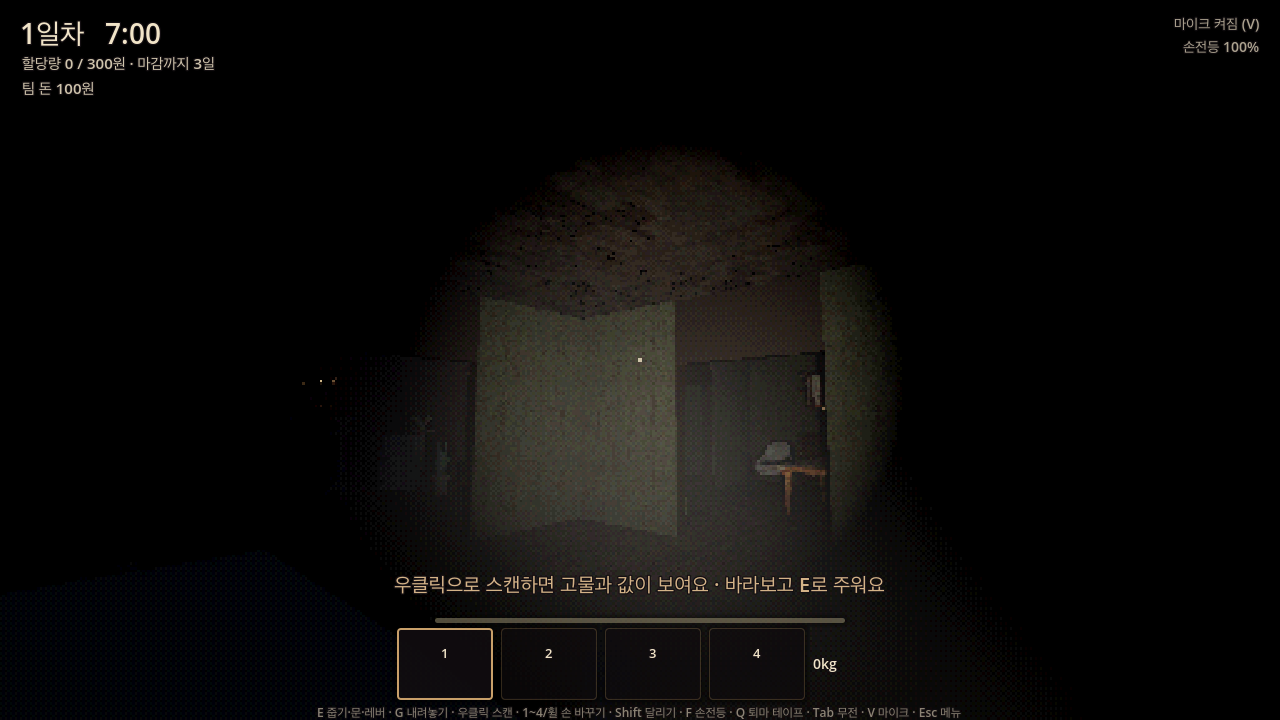 1일차 7:00
할당량 0 / 300원 · 마감까지 3일
팀 돈 100원
마이크 켜짐 (V)
손전등 100%
우클릭으로 스캔하면 고물과 값이 보여요 · 바라보고 E로 주워요
1 2 3 4 0kg
E 줍기·문·레버 · G 내려놓기 · 우클릭 스캔 · 1~4/휠 손 바꾸기 · Shift 달리기 · F 손전등 · Q 퇴마 테이프 · Tab 무전 · V 마이크 · Esc 메뉴